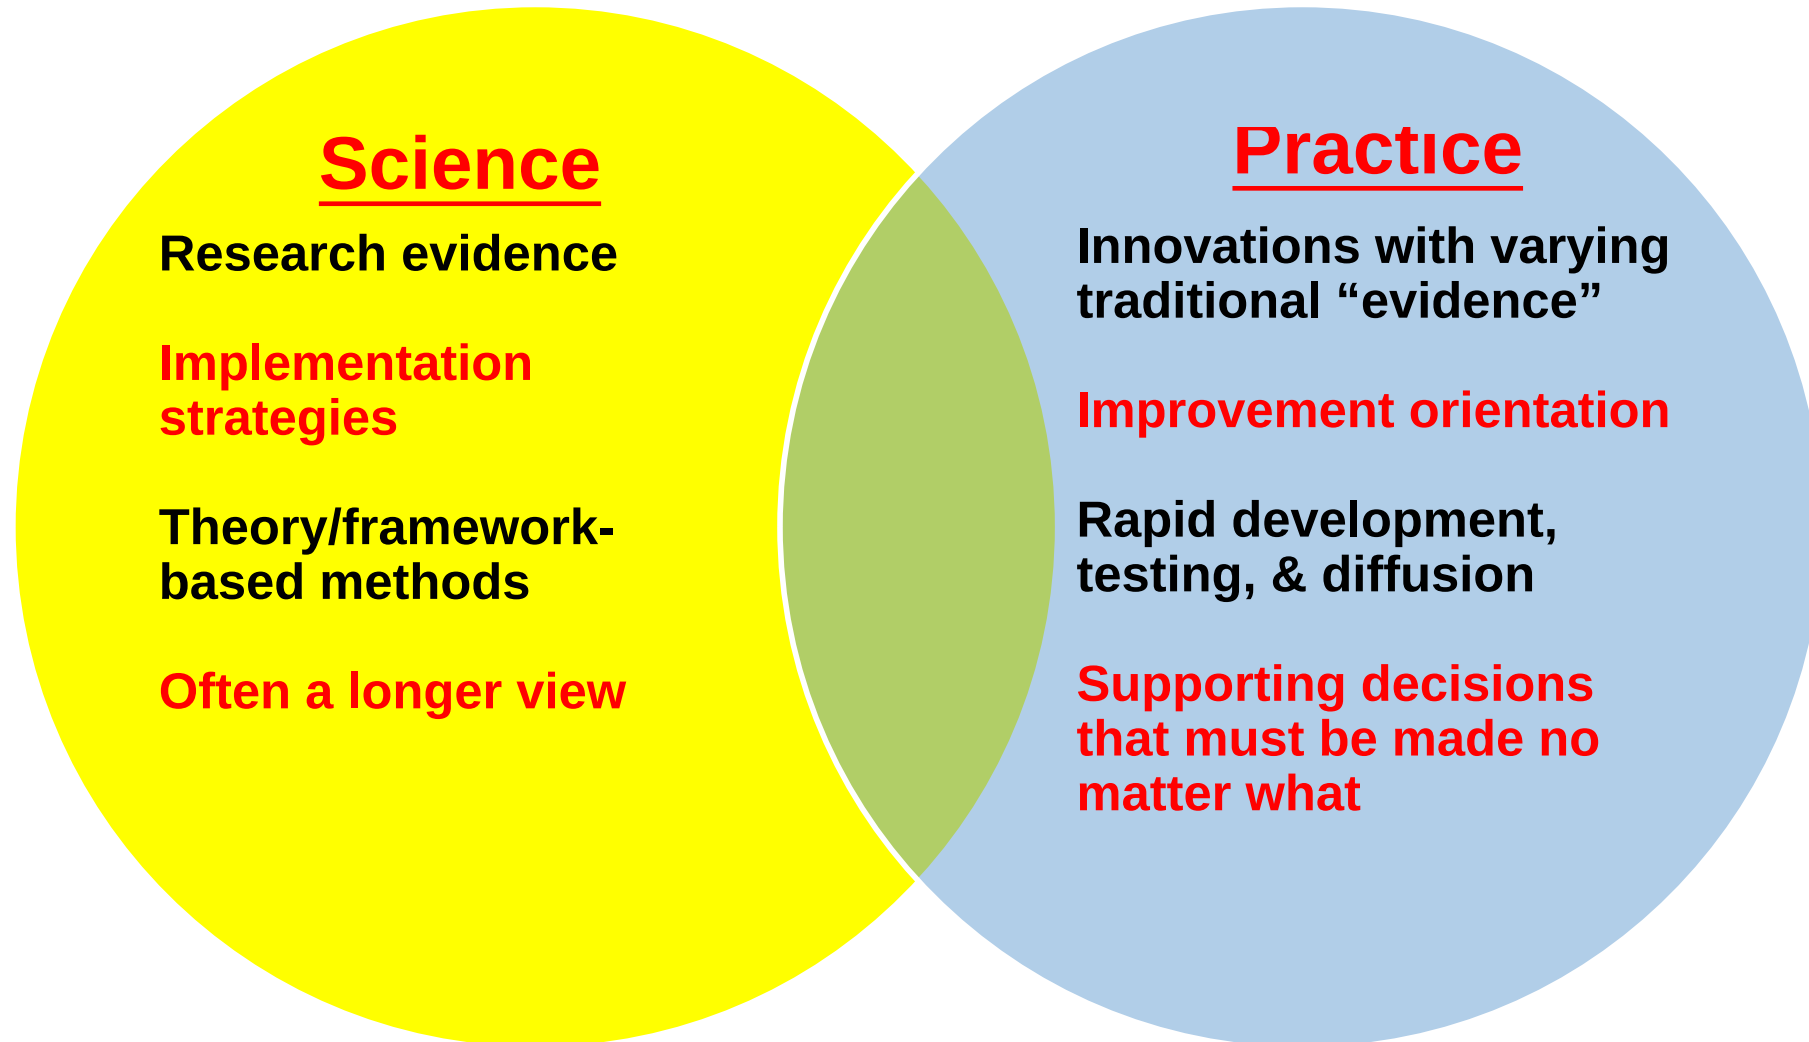 Science
Research evidence
Implementation
strategies
Theory/framework-
based methods
Often a longer view
Practice
Innovations with varying
traditional “evidence”
Improvement orientation
Rapid development,
testing, & diffusion
Supporting decisions
that must be made no
matter what